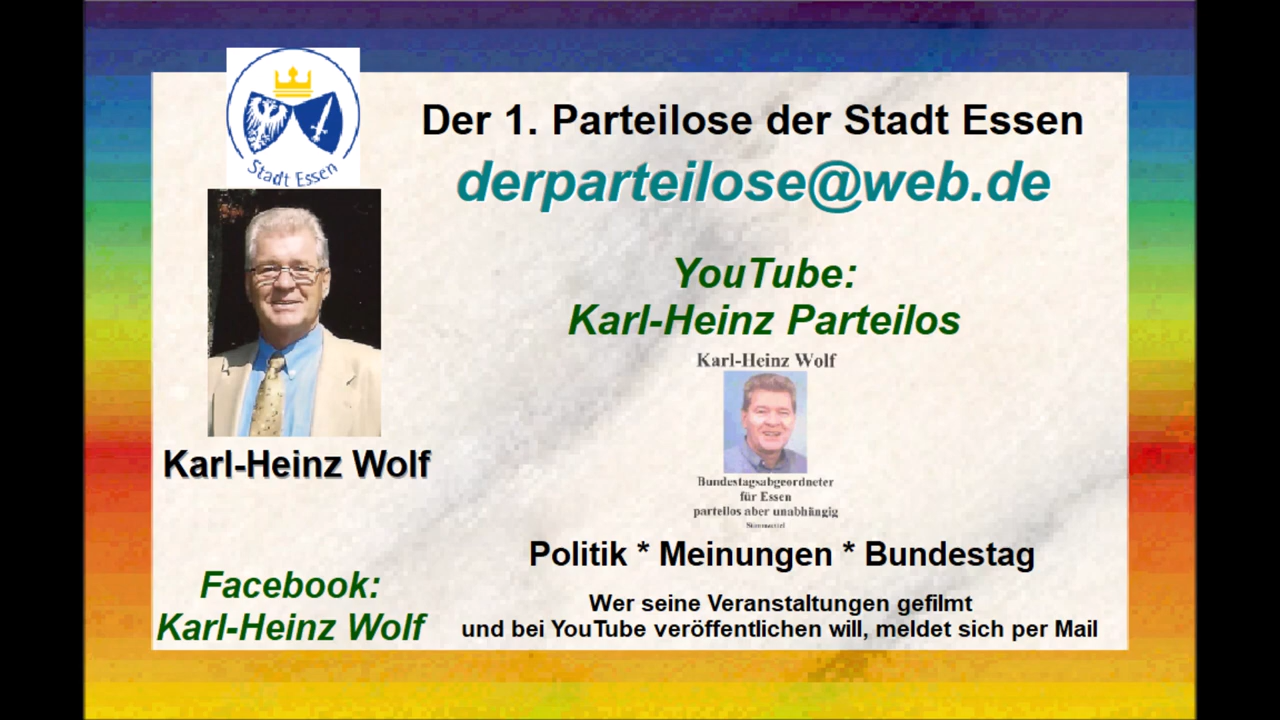 Stadt Essen
Der 1. Parteilose der Stadt Essen
derparteilose@web.de
YouTube:
Karl-Heinz Parteilos
Karl-Heinz Wolf
Bundestagsabgeordneter
für Essen
parteilos aber unabhängig
Karl-Heinz Wolf
Politik * Meinungen * Bundestag
Facebook:
Karl-Heinz Wolf
Wer seine Veranstaltungen gefilmt
und bei YouTube veröffentlichen will, meldet sich per Mail